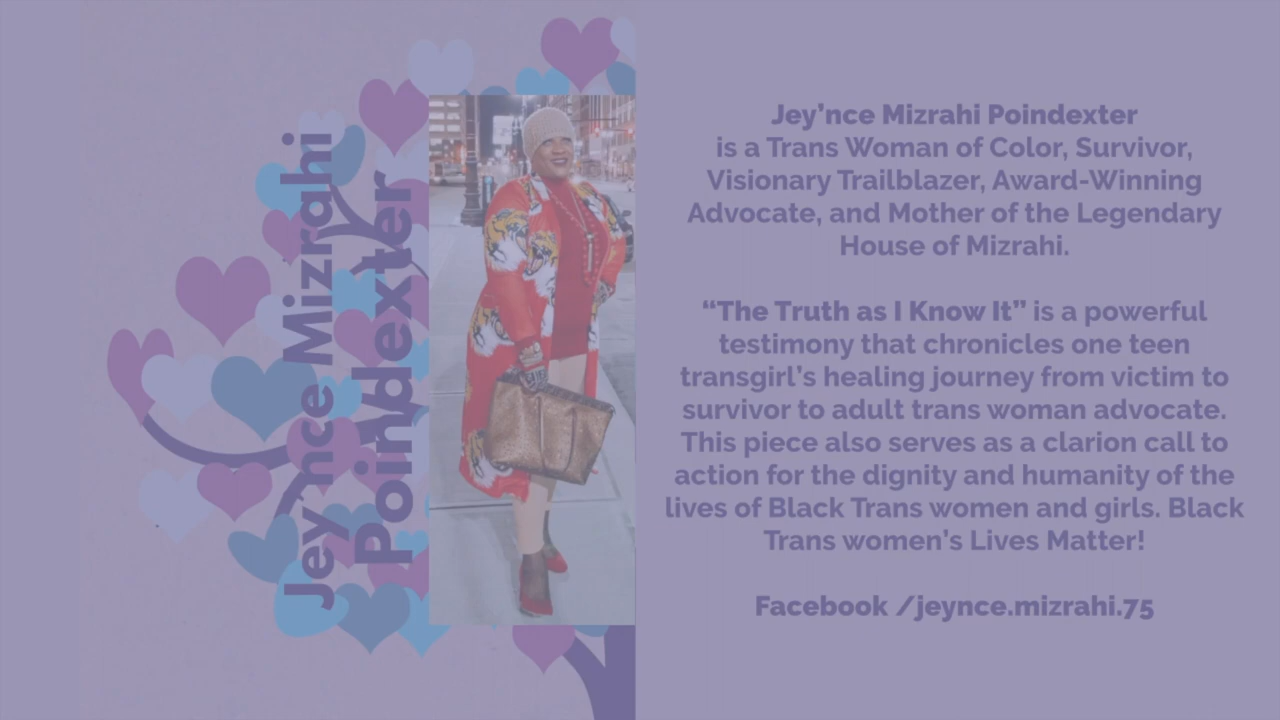 Jey'nce Mizrahi
Poindexter
Jey’nce Mizrahi Poindexter
is a Trans Woman of Color, Survivor,
Visionary Trailblazer, Award-Winning
Advocate, and Mother of the Legendary
House of Mizrahi.
“The Truth as I Know It” is a powerful
testimony that chronicles one teen
transgirl’s healing journey from victim to
survivor to adult trans woman advocate.
This piece also serves as a clarion call to
action for the dignity and humanity of the
lives of Black Trans women and girls. Black
Trans women’s Lives Matter!
Facebook /jeynce.mizrahi.75